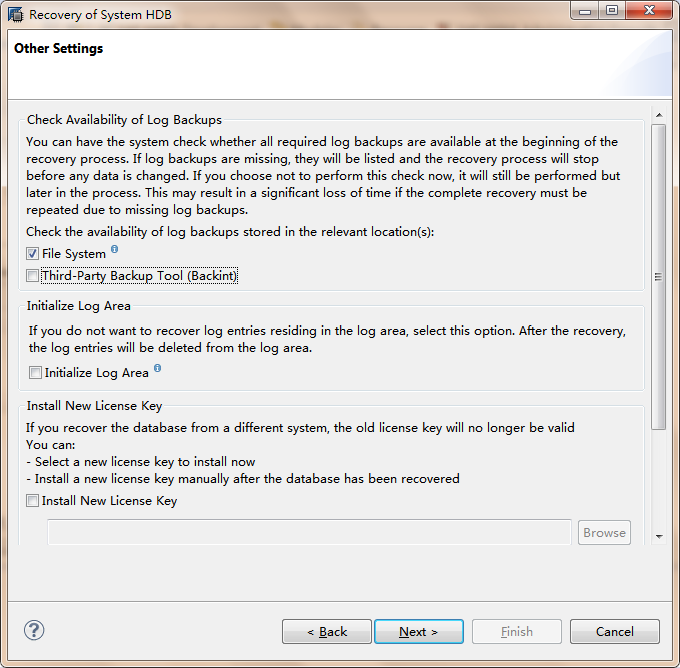 Recovery of System HDB
Other Settings
Check Availability of Log Backups
You can have the system check whether all required log backups are available at the beginning of the
recovery process. If log backups are missing, they will be listed and the recovery process will stop
before any data is changed. If you choose not to perform this check now, it will still be performed but
later in the process. This may result in a significant loss of time if the complete recovery must be
repeated due to missing log backups.
Check the availability of log backups stored in the relevant location(s):
File System
Third-Party Backup Tool (Backint)
Initialize Log Area
If you do not want to recover log entries residing in the log area, select this option. After the recovery,
the log entries will be deleted from the log area.
Initialize Log Area
Install New License Key
If you recover the database from a different system, the old license key will no longer be valid
You can:
- Select a new license key to install now
- Install a new license key manually after the database has been recovered
Install New License Key
Browse
? < Back Next > Finish Cancel